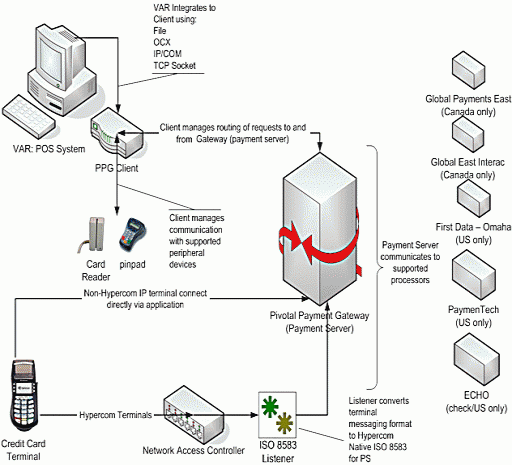 VAR Integrates to
Client using:
File
OCX
IP/COM
TCP Socket
VAR: POS System
PPG Client
Client manages routing of requests to and
from Gateway (payment server)
Client manages
communication
with supported
peripheral
devices
Card
Reader
pinpad
Non-Hypercom IP terminal connect
directly via application
Pivotal Payment Gateway
(Payment Server)
Payment Server
communicates to
supported
processors
Global Payments East
(Canada only)
Global East Interac
(Canada only)
First Data – Omaha
(US only)
PaymenTech
(US only)
ECHO
(check/US only)
Credit Card
Terminal
Hypercom Terminals
Network Access Controller
ISO 8583
Listener
Listener converts
terminal
messaging format
to Hypercom
Native ISO 8583
for PS